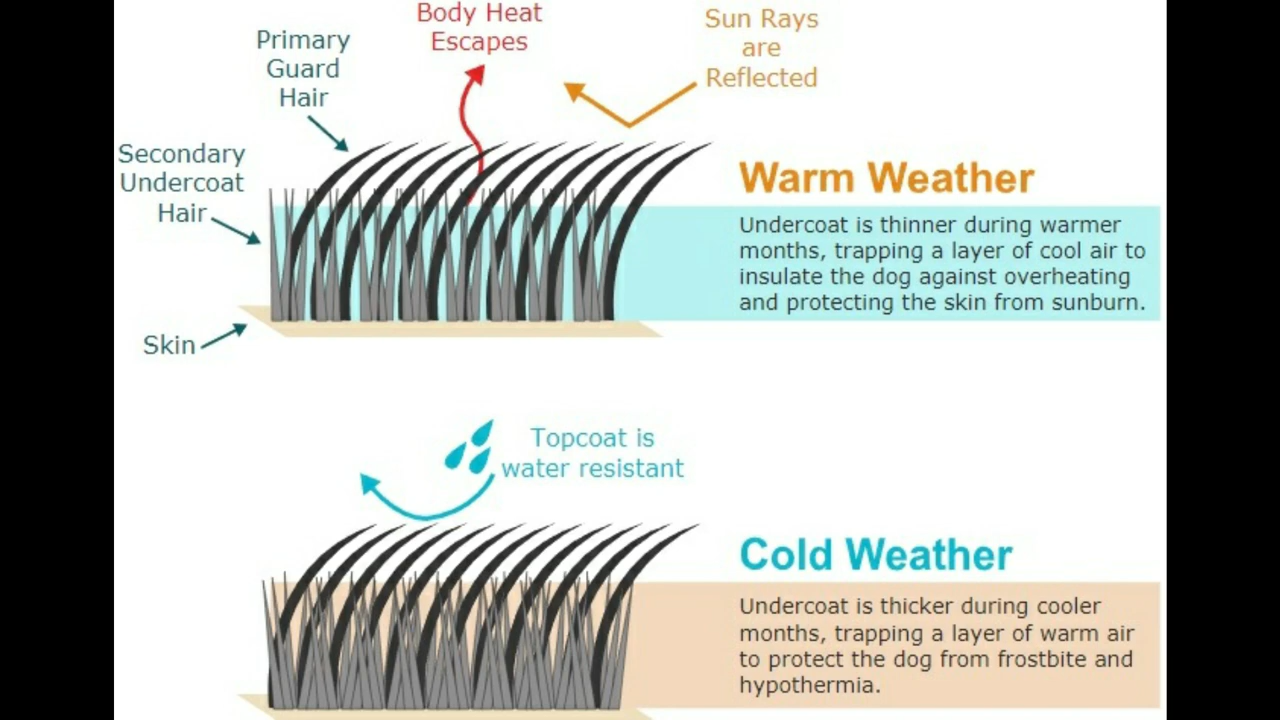 Body Heat
Escapes
Sun Rays
are
Reflected
Primary
Guard
Hair
Secondary
Undercoat
Hair
Skin
Warm Weather
Undercoat is thinner during warmer
months, trapping a layer of cool air to
insulate the dog against overheating
and protecting the skin from sunburn.
Topcoat is
water resistant
Cold Weather
Undercoat is thicker during cooler
months, trapping a layer of warm air
to protect the dog from frostbite and
hypothermia.